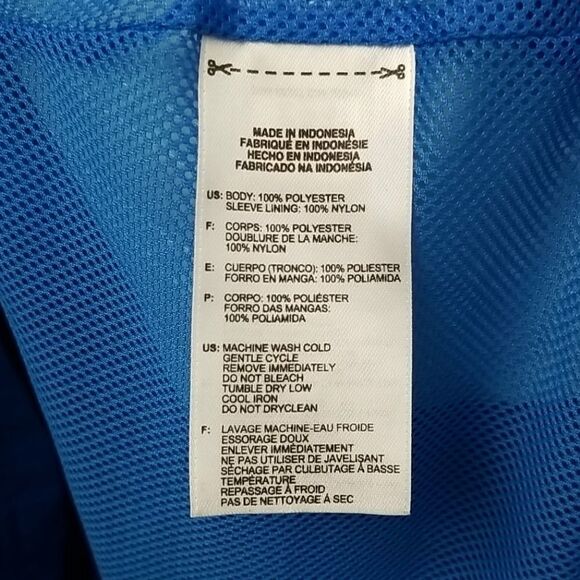 MADE IN INDONESIA
FABRIQUÉ EN INDONÉSIE
HECHO EN INDONESIA
FABRICADO NA INDONÉSIA
US: BODY: 100% POLYESTER
SLEEVE LINING: 100% NYLON
F: CORPS: 100% POLYESTER
DOUBLURE DE LA MANCHE:
100% NYLON
E: CUERPO (TRONCO): 100% POLIESTER
FORRO EN MANGA: 100% POLIAMIDA
P: CORPO: 100% POLIÉSTER
FORRO DAS MANGAS:
100% POLIAMIDA
US: MACHINE WASH COLD
GENTLE CYCLE
REMOVE IMMEDIATELY
DO NOT BLEACH
TUMBLE DRY LOW
COOL IRON
DO NOT DRYCLEAN
F: LAVAGE MACHINE-EAU FROIDE
ESSORAGE DOUX
ENLEVER IMMÉDIATEMENT
NE PAS UTILISER DE JAVELISANT
SÉCHAGE PAR CULBUTAGE À BASSE
TEMPÉRATURE
REPASSAGE À FROID
PAS DE NETTOYAGE À SEC